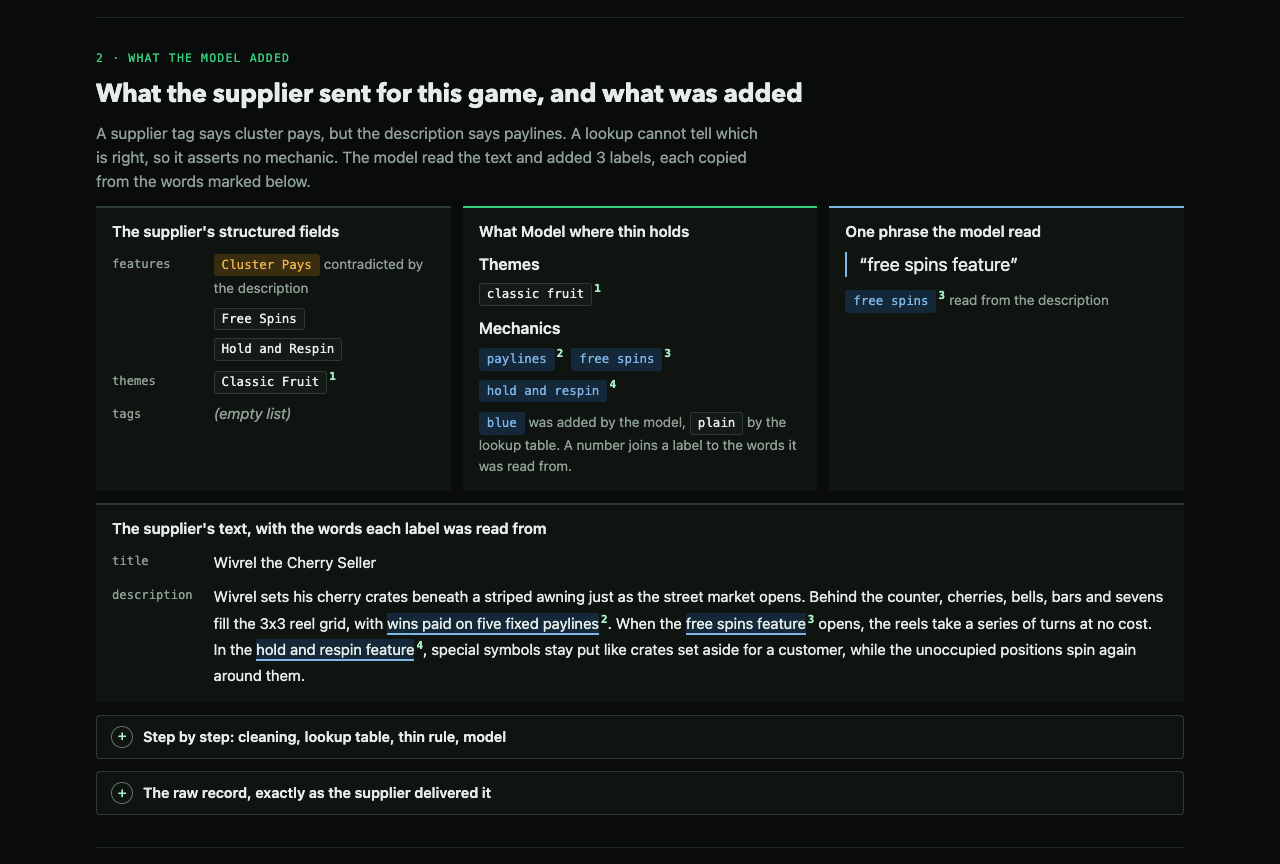 2 · WHAT THE MODEL ADDED
What the supplier sent for this game, and what was added
A supplier tag says cluster pays, but the description says paylines. A lookup cannot tell which
is right, so it asserts no mechanic. The model read the text and added 3 labels, each copied
from the words marked below.
The supplier's structured fields
features Cluster Pays contradicted by
the description
Free Spins
Hold and Respin
themes Classic Fruit 1
tags (empty list)
What Model where thin holds
Themes
classic fruit 1
Mechanics
paylines 2 free spins 3
hold and respin 4
blue was added by the model, plain by the
lookup table. A number joins a label to the words it
was read from.
One phrase the model read
“free spins feature”
free spins 3 read from the description
The supplier's text, with the words each label was read from
title Wivrel the Cherry Seller
description Wivrel sets his cherry crates beneath a striped awning just as the street market opens. Behind the counter, cherries, bells, bars and sevens
fill the 3x3 reel grid, with wins paid on five fixed paylines 2. When the free spins feature 3 opens, the reels take a series of turns at no cost.
In the hold and respin feature 4, special symbols stay put like crates set aside for a customer, while the unoccupied positions spin again
around them.
+ Step by step: cleaning, lookup table, thin rule, model
+ The raw record, exactly as the supplier delivered it